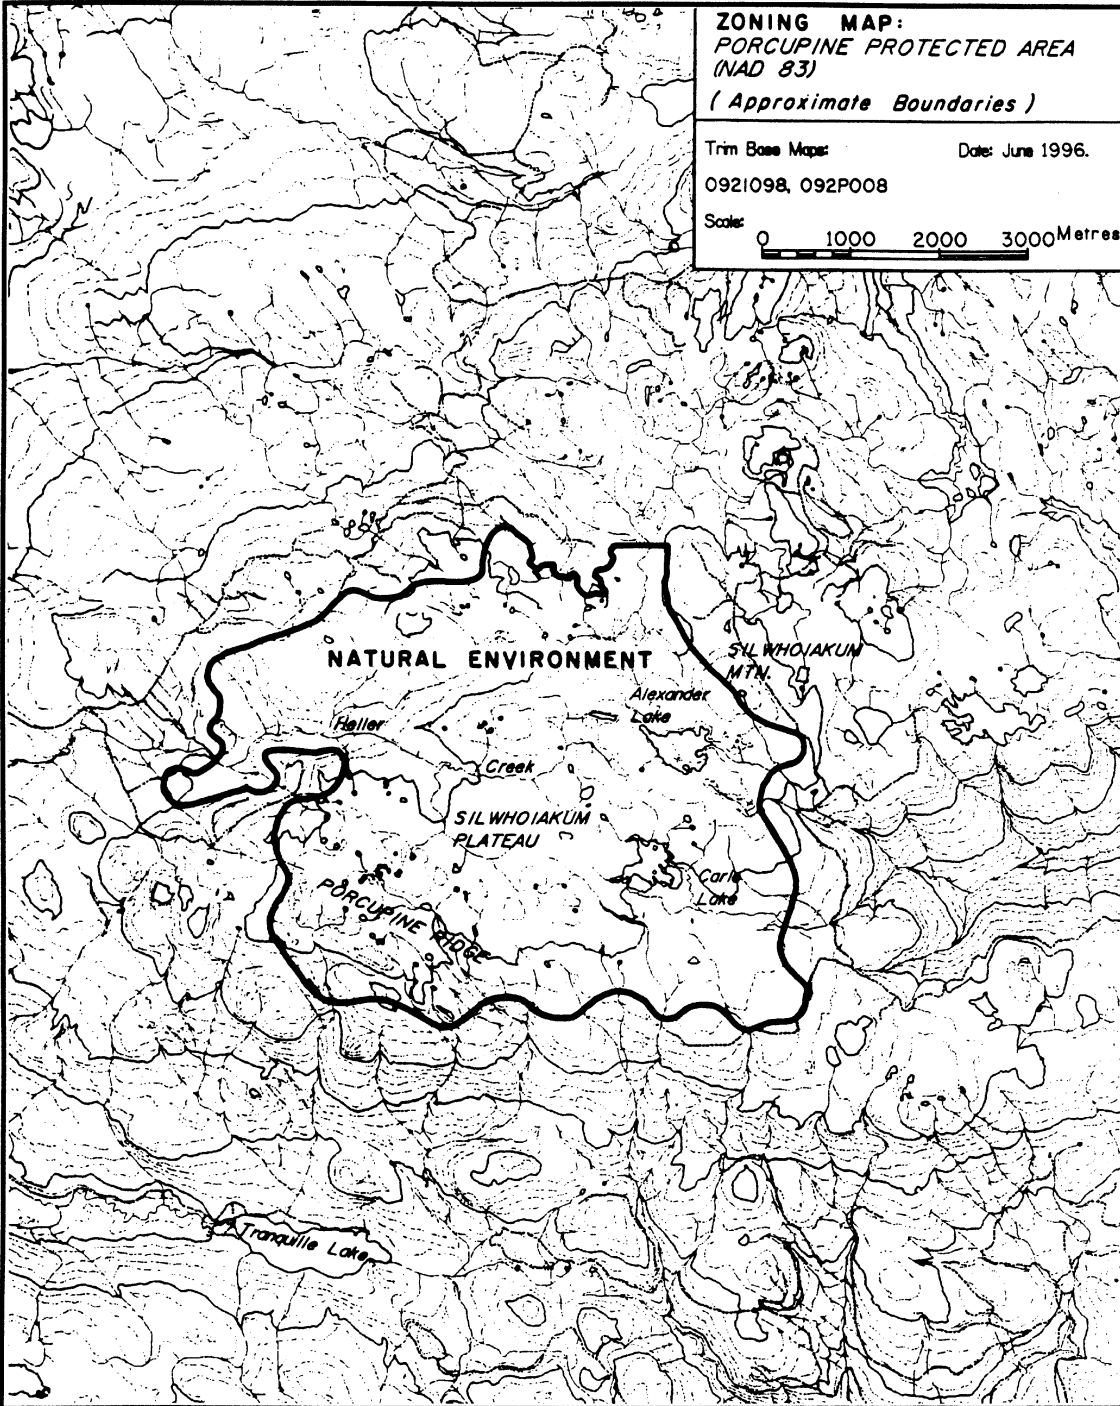 ZONING MAP:
PORCUPINE PROTECTED AREA
(NAD 83)
( Approximate Boundaries )
Trim Base Maps:
Date: June 1996.
092I098, 092P008
Scale:
0 1000 2000 3000 Metres
NATURAL ENVIRONMENT
SILWHOIAKUM
MTN.
Alexander
Lake
Heller
Creek
SILWHOIAKUM
PLATEAU
Carle
Lake
PORCUPINE RIDGE
Tranquille Lake